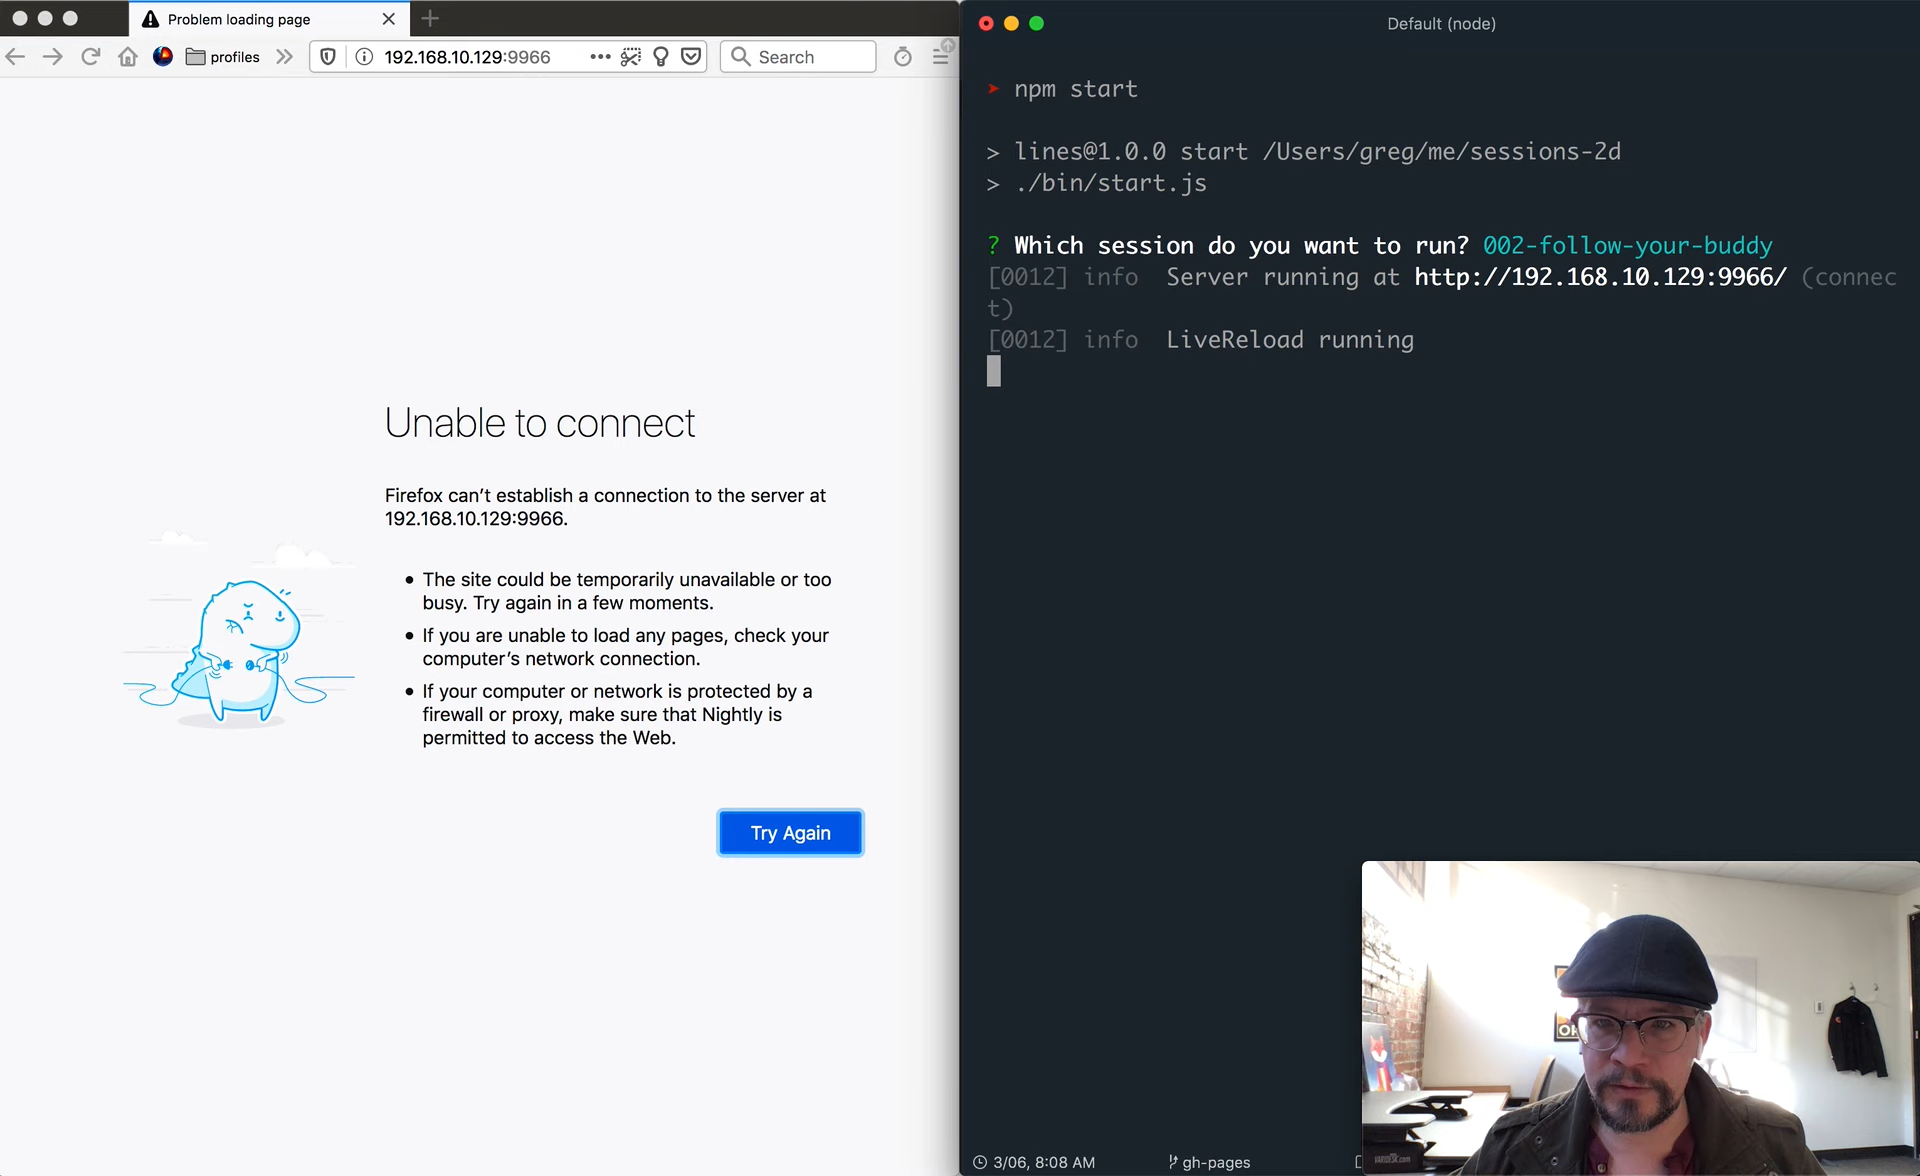 Problem loading page
profiles
192.168.10.129:9966
Search
Unable to connect
Firefox can’t establish a connection to the server at
192.168.10.129:9966.
The site could be temporarily unavailable or too
busy. Try again in a few moments.
If you are unable to load any pages, check your
computer’s network connection.
If your computer or network is protected by a
firewall or proxy, make sure that Nightly is
permitted to access the Web.
Try Again
Default (node)
npm start
> lines@1.0.0 start /Users/greg/me/sessions-2d
> ./bin/start.js
? Which session do you want to run? 002-follow-your-buddy
[0012] info Server running at http://192.168.10.129:9966/ (connec
t)
[0012] info LiveReload running
3/06, 8:08 AM
gh-pages